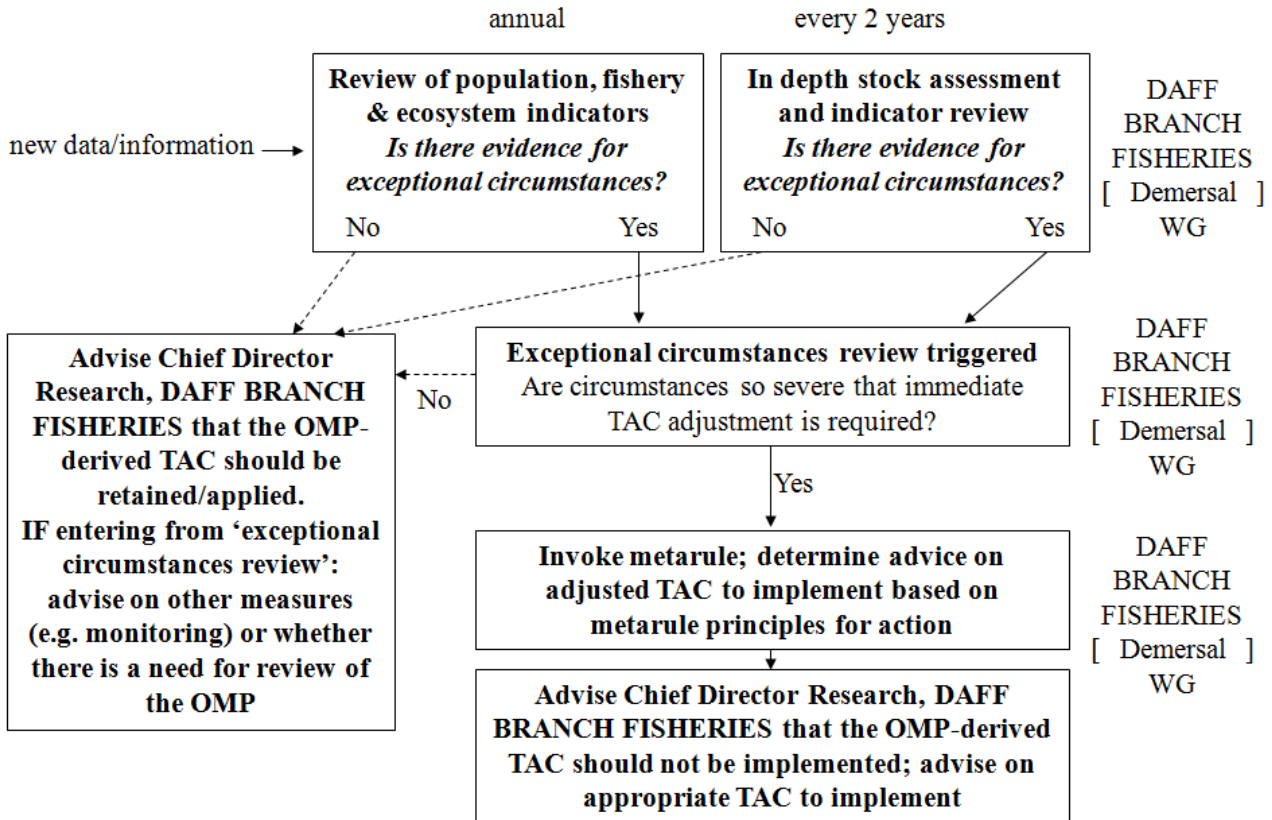 annual
every 2 years
new data/information
Review of population, fishery
& ecosystem indicators
Is there evidence for
exceptional circumstances?
No Yes
In depth stock assessment
and indicator review
Is there evidence for
exceptional circumstances?
No Yes
DAFF
BRANCH
FISHERIES
[ Demersal ]
WG
Advise Chief Director
Research, DAFF BRANCH
FISHERIES that the OMP-
derived TAC should be
retained/applied.
IF entering from ‘exceptional
circumstances review’:
advise on other measures
(e.g. monitoring) or whether
there is a need for review of
the OMP
No
Exceptional circumstances review triggered
Are circumstances so severe that immediate
TAC adjustment is required?
DAFF
BRANCH
FISHERIES
[ Demersal ]
WG
Yes
Invoke metarule; determine advice on
adjusted TAC to implement based on
metarule principles for action
DAFF
BRANCH
FISHERIES
[ Demersal ]
WG
Advise Chief Director Research, DAFF
BRANCH FISHERIES that the OMP-derived
TAC should not be implemented; advise on
appropriate TAC to implement